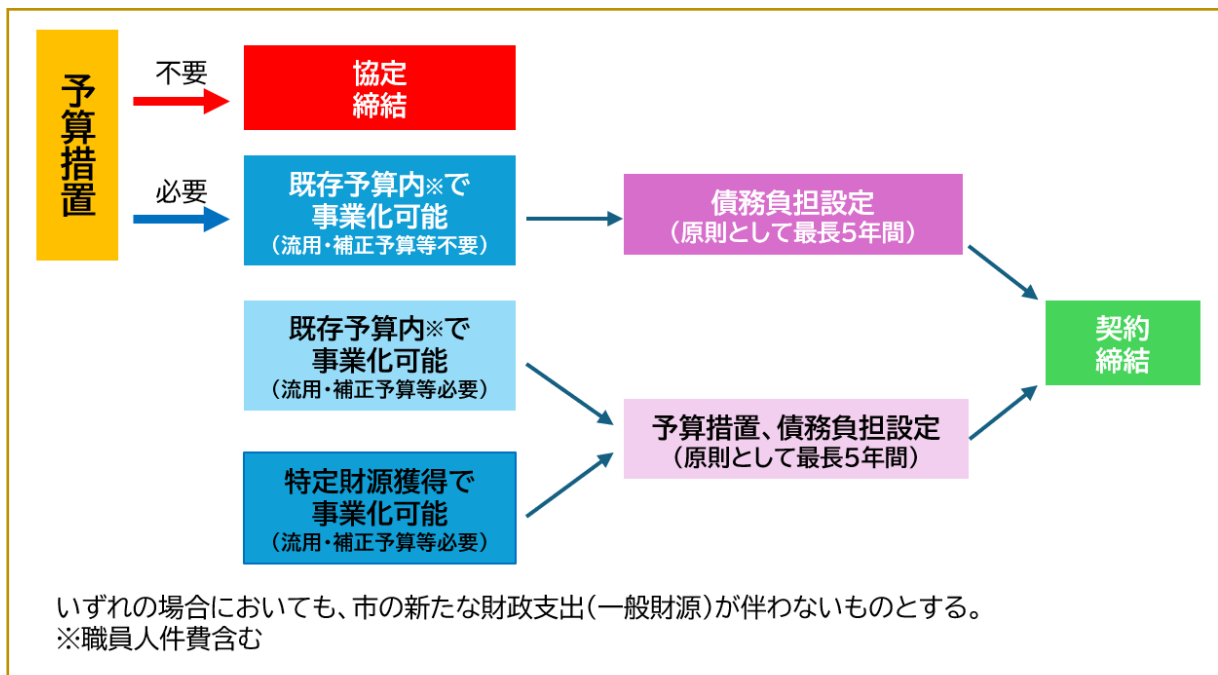 予算措置
不要
協定
締結
必要
既存予算内※で
事業化可能
（流用・補正予算等不要）
債務負担設定
（原則として最長5年間）
既存予算内※で
事業化可能
（流用・補正予算等必要）
契約
締結
予算措置、債務負担設定
（原則として最長5年間）
特定財源獲得で
事業化可能
（流用・補正予算等必要）
いずれの場合においても、市の新たな財政支出（一般財源）が伴わないものとする。
※職員人件費含む